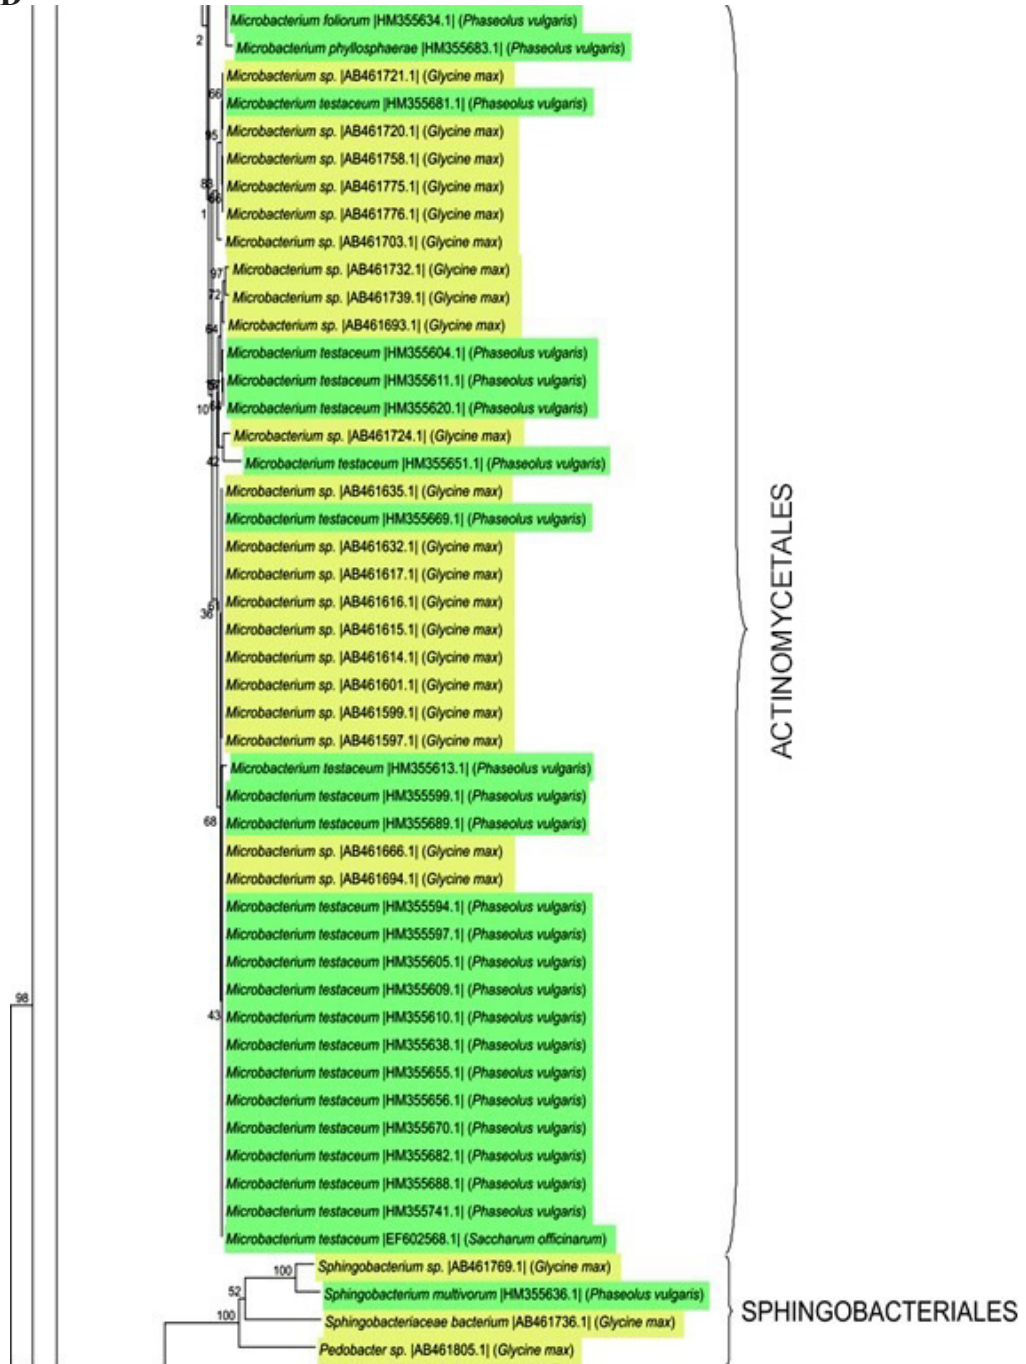 Microbacterium foliorum |HM355634.1| (Phaseolus vulgaris)
2
Microbacterium phyllosphaerae |HM355683.1| (Phaseolus vulgaris)
Microbacterium sp. |AB461721.1| (Glycine max)
66
Microbacterium testaceum |HM355681.1| (Phaseolus vulgaris)
Microbacterium sp. |AB461720.1| (Glycine max)
95
Microbacterium sp. |AB461758.1| (Glycine max)
Microbacterium sp. |AB461775.1| (Glycine max)
66
Microbacterium sp. |AB461776.1| (Glycine max)
1
Microbacterium sp. |AB461703.1| (Glycine max)
Microbacterium sp. |AB461732.1| (Glycine max)
97
Microbacterium sp. |AB461739.1| (Glycine max)
72
Microbacterium sp. |AB461693.1| (Glycine max)
64
Microbacterium testaceum |HM355604.1| (Phaseolus vulgaris)
Microbacterium testaceum |HM355611.1| (Phaseolus vulgaris)
Microbacterium testaceum |HM355620.1| (Phaseolus vulgaris)
10
Microbacterium sp. |AB461724.1| (Glycine max)
42
Microbacterium testaceum |HM355651.1| (Phaseolus vulgaris)
Microbacterium sp. |AB461635.1| (Glycine max)
Microbacterium testaceum |HM355669.1| (Phaseolus vulgaris)
Microbacterium sp. |AB461632.1| (Glycine max)
Microbacterium sp. |AB461617.1| (Glycine max)
Microbacterium sp. |AB461616.1| (Glycine max)
36
Microbacterium sp. |AB461615.1| (Glycine max)
Microbacterium sp. |AB461614.1| (Glycine max)
Microbacterium sp. |AB461601.1| (Glycine max)
Microbacterium sp. |AB461599.1| (Glycine max)
Microbacterium sp. |AB461597.1| (Glycine max)
Microbacterium testaceum |HM355613.1| (Phaseolus vulgaris)
Microbacterium testaceum |HM355599.1| (Phaseolus vulgaris)
68
Microbacterium testaceum |HM355689.1| (Phaseolus vulgaris)
Microbacterium sp. |AB461666.1| (Glycine max)
Microbacterium sp. |AB461694.1| (Glycine max)
Microbacterium testaceum |HM355594.1| (Phaseolus vulgaris)
Microbacterium testaceum |HM355597.1| (Phaseolus vulgaris)
Microbacterium testaceum |HM355605.1| (Phaseolus vulgaris)
Microbacterium testaceum |HM355609.1| (Phaseolus vulgaris)
98
Microbacterium testaceum |HM355610.1| (Phaseolus vulgaris)
43
Microbacterium testaceum |HM355638.1| (Phaseolus vulgaris)
Microbacterium testaceum |HM355655.1| (Phaseolus vulgaris)
Microbacterium testaceum |HM355656.1| (Phaseolus vulgaris)
Microbacterium testaceum |HM355670.1| (Phaseolus vulgaris)
Microbacterium testaceum |HM355682.1| (Phaseolus vulgaris)
Microbacterium testaceum |HM355688.1| (Phaseolus vulgaris)
Microbacterium testaceum |HM355741.1| (Phaseolus vulgaris)
Microbacterium testaceum |EF602568.1| (Saccharum officinarum)
ACTINOMYCETALES
Sphingobacterium sp. |AB461769.1| (Glycine max)
100
Sphingobacterium multivorum |HM355636.1| (Phaseolus vulgaris)
52
Sphingobacteriaceae bacterium |AB461736.1| (Glycine max)
100
Pedobacter sp. |AB461805.1| (Glycine max)
SPHINGOBACTERIALES